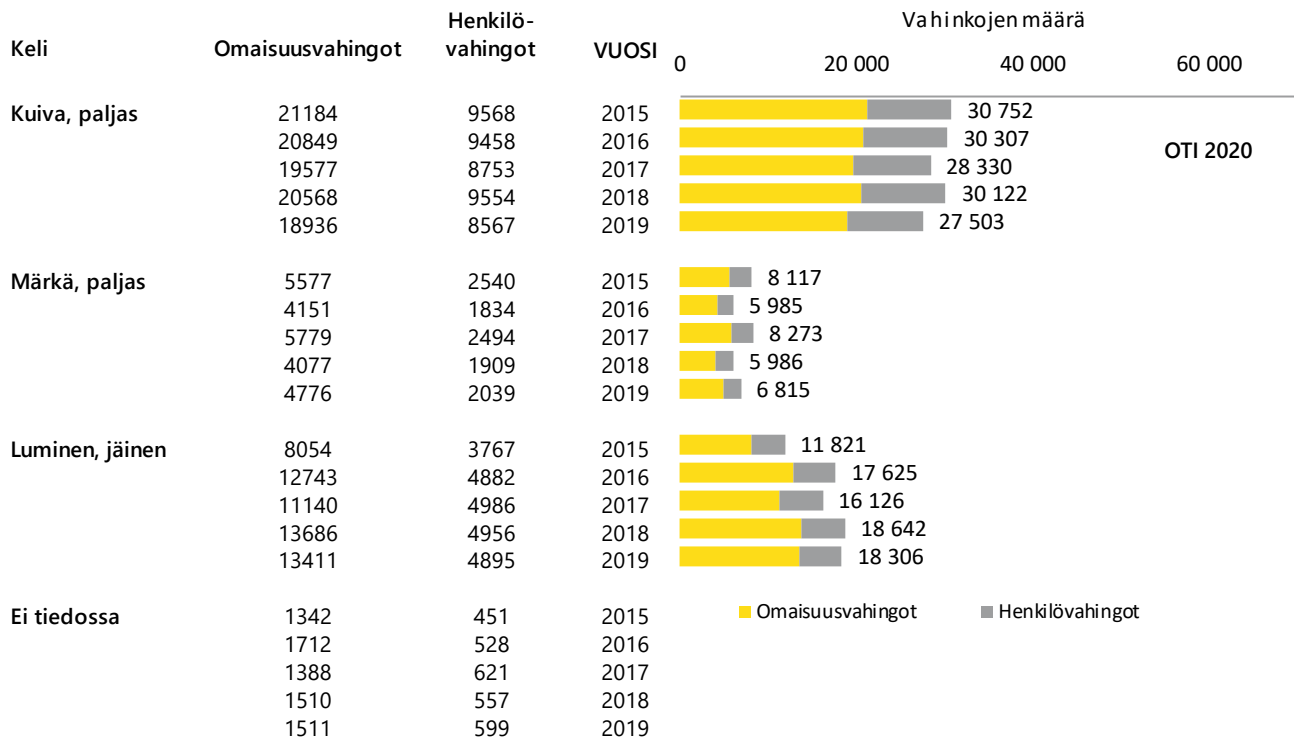 Keli Omaisuusvahingot Henkilö-
vahingot VUOSI Vahinkojen määrä
0 20 000 40 000 60 000
Kuiva, paljas 21184 9568 2015 30 752
20849 9458 2016 30 307
OTI 2020
19577 8753 2017 28 330
20568 9554 2018 30 122
18936 8567 2019 27 503
Märkä, paljas 5577 2540 2015 8 117
4151 1834 2016 5 985
5779 2494 2017 8 273
4077 1909 2018 5 986
4776 2039 2019 6 815
Luminen, jäinen 8054 3767 2015 11 821
12743 4882 2016 17 625
11140 4986 2017 16 126
13686 4956 2018 18 642
13411 4895 2019 18 306
Ei tiedossa 1342 451 2015 Omaisuusvahingot Henkilövahingot
1712 528 2016
1388 621 2017
1510 557 2018
1511 599 2019